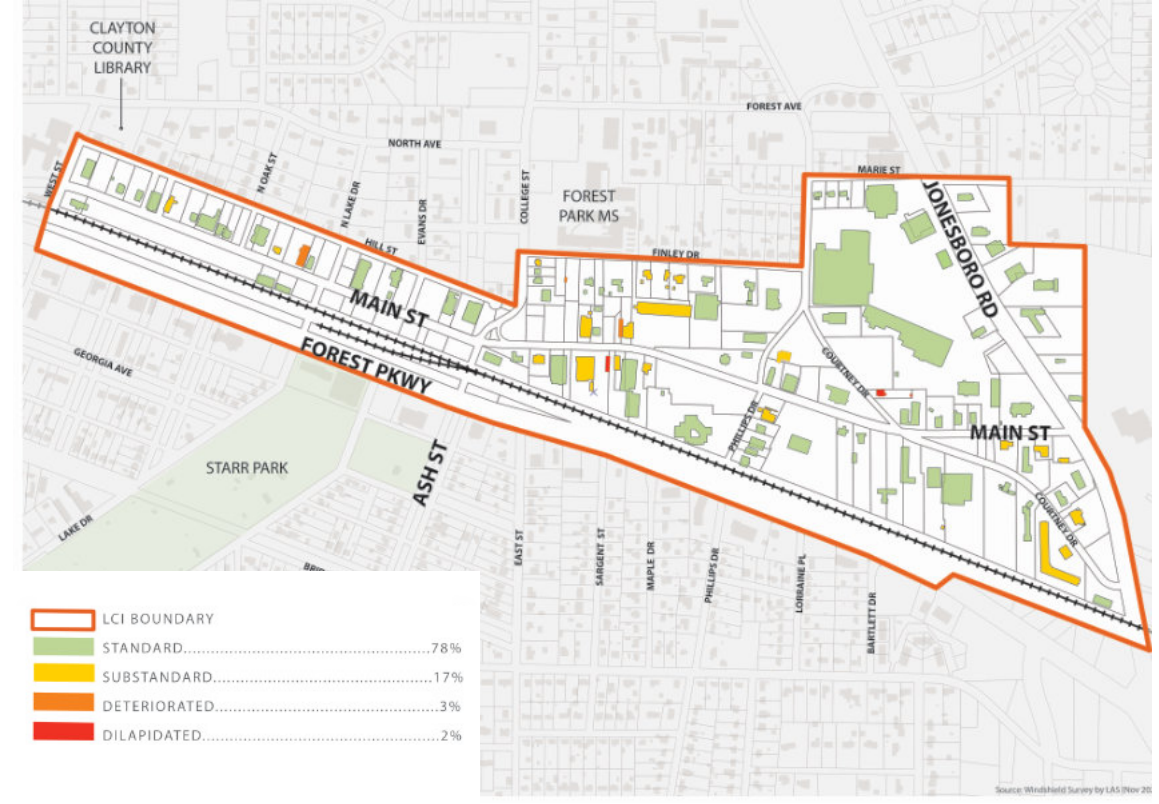 CLAYTON
COUNTY
LIBRARY
FOREST AVE
NORTH AVE
MARIE ST
WEST ST
N OAK ST
N LAKE DR
EVANS DR
COLLEGE ST
FOREST
PARK MS
JONESBORO RD
HILL ST
FINLEY DR
MAIN ST
FOREST PKWY
GEORGIA AVE
COURTNEY DR
PHILLIPS DR
MAIN ST
STARR PARK
ASH ST
COURTNEY DR
LAKE DR
EAST ST
SARGENT ST
MAPLE DR
PHILLIPS DR
LORRAINE PL
BARTLETT DR
LCI BOUNDARY
STANDARD..................................................78%
SUBSTANDARD............................................17%
DETERIORATED............................................3%
DILAPIDATED................................................2%
Source: Windshield Survey by LAS (Nov